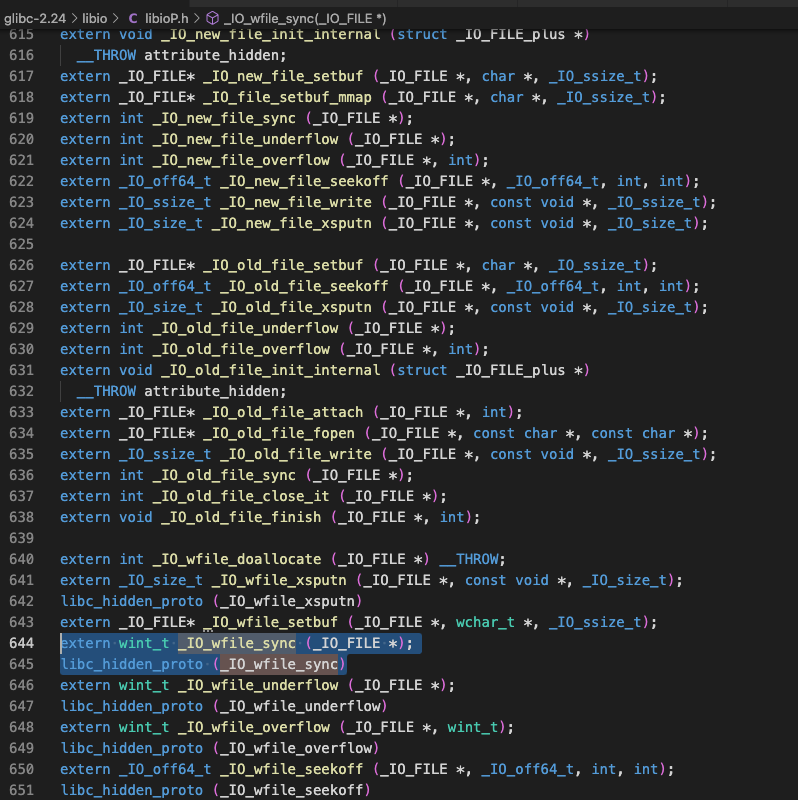 glibc-2.24 > libio > C libioP.h > _IO_wfile_sync(_IO_FILE *)
615 extern void _IO_new_file_init_internal (struct _IO_FILE_plus *)
616 __THROW attribute_hidden;
617 extern _IO_FILE* _IO_new_file_setbuf (_IO_FILE *, char *, _IO_ssize_t);
618 extern _IO_FILE* _IO_file_setbuf_mmap (_IO_FILE *, char *, _IO_ssize_t);
619 extern int _IO_new_file_sync (_IO_FILE *);
620 extern int _IO_new_file_underflow (_IO_FILE *);
621 extern int _IO_new_file_overflow (_IO_FILE *, int);
622 extern _IO_off64_t _IO_new_file_seekoff (_IO_FILE *, _IO_off64_t, int, int);
623 extern _IO_ssize_t _IO_new_file_write (_IO_FILE *, const void *, _IO_ssize_t);
624 extern _IO_size_t _IO_new_file_xsputn (_IO_FILE *, const void *, _IO_size_t);
625
626 extern _IO_FILE* _IO_old_file_setbuf (_IO_FILE *, char *, _IO_ssize_t);
627 extern _IO_off64_t _IO_old_file_seekoff (_IO_FILE *, _IO_off64_t, int, int);
628 extern _IO_size_t _IO_old_file_xsputn (_IO_FILE *, const void *, _IO_size_t);
629 extern int _IO_old_file_underflow (_IO_FILE *);
630 extern int _IO_old_file_overflow (_IO_FILE *, int);
631 extern void _IO_old_file_init_internal (struct _IO_FILE_plus *)
632 __THROW attribute_hidden;
633 extern _IO_FILE* _IO_old_file_attach (_IO_FILE *, int);
634 extern _IO_FILE* _IO_old_file_fopen (_IO_FILE *, const char *, const char *);
635 extern _IO_ssize_t _IO_old_file_write (_IO_FILE *, const void *, _IO_ssize_t);
636 extern int _IO_old_file_sync (_IO_FILE *);
637 extern int _IO_old_file_close_it (_IO_FILE *);
638 extern void _IO_old_file_finish (_IO_FILE *, int);
639
640 extern int _IO_wfile_doallocate (_IO_FILE *) __THROW;
641 extern _IO_size_t _IO_wfile_xsputn (_IO_FILE *, const void *, _IO_size_t);
642 libc_hidden_proto (_IO_wfile_xsputn)
643 extern _IO_FILE* _IO_wfile_setbuf (_IO_FILE *, wchar_t *, _IO_ssize_t);
644 extern wint_t _IO_wfile_sync (_IO_FILE *);
645 libc_hidden_proto (_IO_wfile_sync)
646 extern wint_t _IO_wfile_underflow (_IO_FILE *);
647 libc_hidden_proto (_IO_wfile_underflow)
648 extern wint_t _IO_wfile_overflow (_IO_FILE *, wint_t);
649 libc_hidden_proto (_IO_wfile_overflow)
650 extern _IO_off64_t _IO_wfile_seekoff (_IO_FILE *, _IO_off64_t, int, int);
651 libc_hidden_proto (_IO_wfile_seekoff)